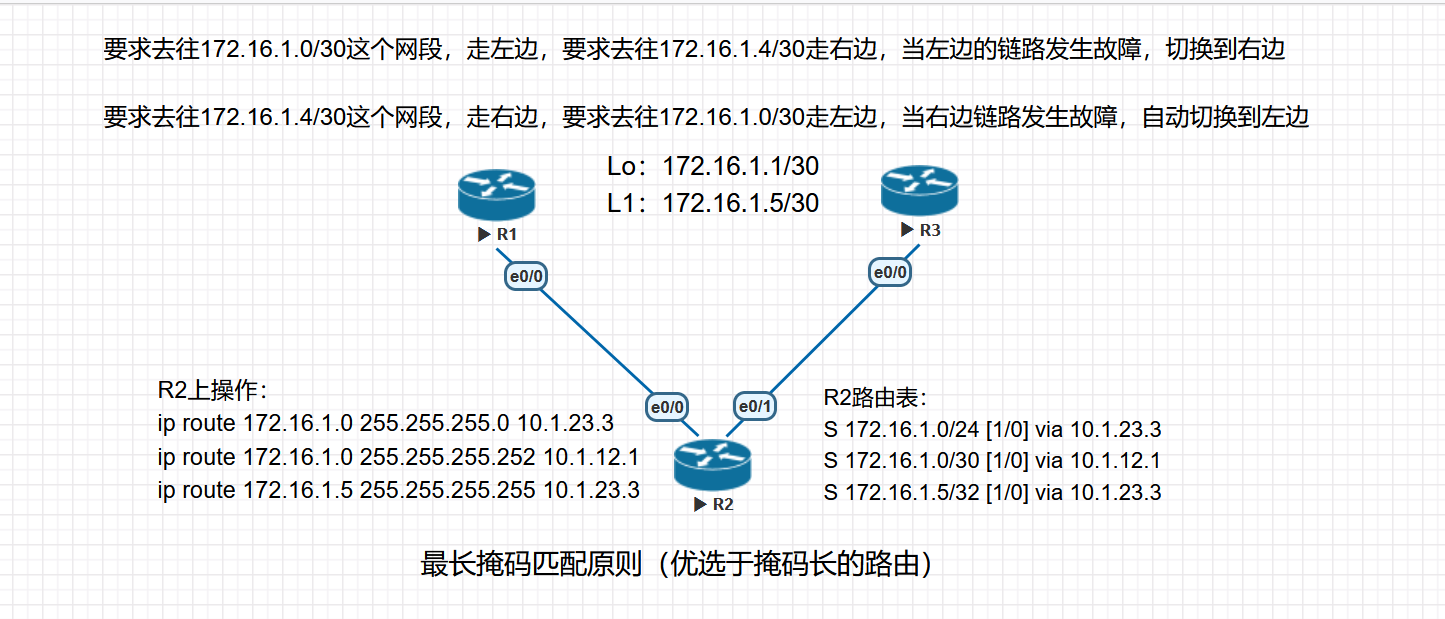 要求去往172.16.1.0/30这个网段，走左边，要求去往172.16.1.4/30走右边，当左边的链路发生故障，切换到右边
要求去往172.16.1.4/30这个网段，走右边，要求去往172.16.1.0/30走左边，当右边链路发生故障，自动切换到左边
Lo：172.16.1.1/30
L1：172.16.1.5/30
R1
R3
e0/0
e0/0
R2上操作：
ip route 172.16.1.0 255.255.255.0 10.1.23.3
ip route 172.16.1.0 255.255.255.252 10.1.12.1
ip route 172.16.1.5 255.255.255.255 10.1.23.3
e0/0
e0/1
R2
R2路由表：
S 172.16.1.0/24 [1/0] via 10.1.23.3
S 172.16.1.0/30 [1/0] via 10.1.12.1
S 172.16.1.5/32 [1/0] via 10.1.23.3
最长掩码匹配原则（优选于掩码长的路由）